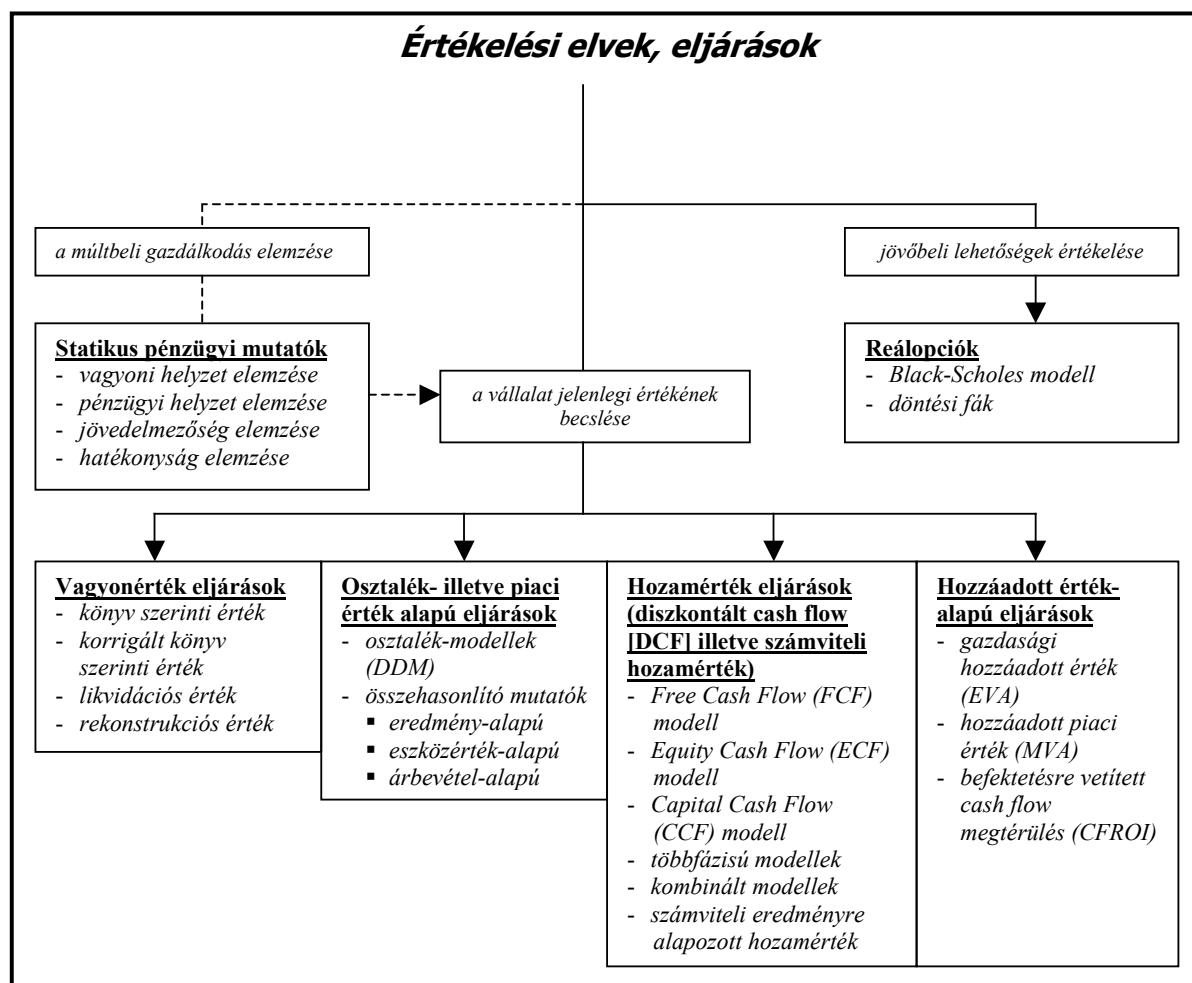 Értékelési elvek, eljárások
a múltbeli gazdálkodás elemzése
jövőbeli lehetőségek értékelése
Statikus pénzügyi mutatók
- vagyoni helyzet elemzése
- pénzügyi helyzet elemzése
- jövedelmezőség elemzése
- hatékonyság elemzése
a vállalat jelenlegi értékének
becslése
Reálopciók
- Black-Scholes modell
- döntési fák
Vagyonérték eljárások
- könyv szerinti érték
- korrigált könyv
szerinti érték
- likvidációs érték
- rekonstrukciós érték
Osztalék- illetve piaci
érték alapú eljárások
- osztalék-modellek
(DDM)
- összehasonlító mutatók
▪ eredmény-alapú
▪ eszközérték-alapú
▪ árbevétel-alapú
Hozamérték eljárások
(diszkontált cash flow
[DCF] illetve számviteli
hozamérték)
- Free Cash Flow (FCF)
modell
- Equity Cash Flow (ECF)
modell
- Capital Cash Flow
(CCF) modell
- többfázisú modellek
- kombinált modellek
- számviteli eredményre
alapozott hozamérték
Hozzáadott érték-
alapú eljárások
- gazdasági
hozzáadott érték
(EVA)
- hozzáadott piaci
érték (MVA)
- befektetésre vetített
cash flow
megtérülés (CFROI)